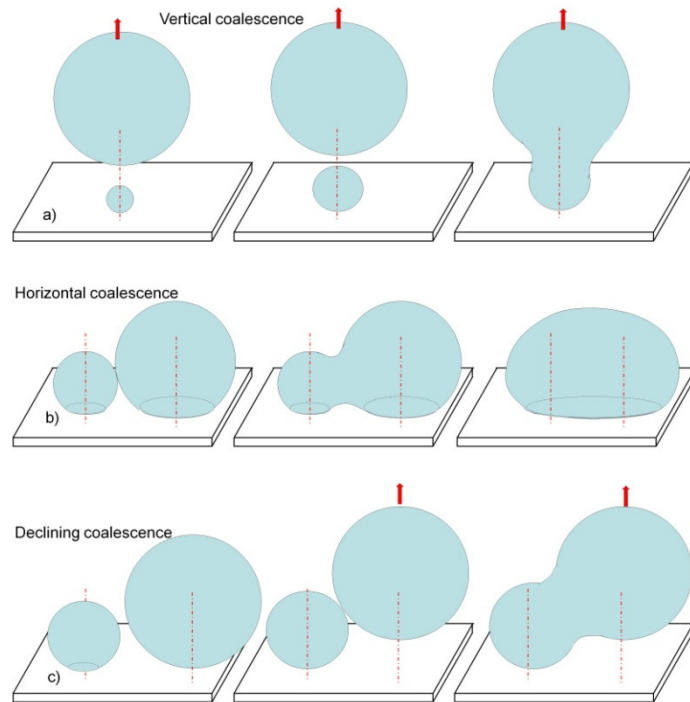 Vertical coalescence
a)
Horizontal coalescence
b)
Declining coalescence
c)